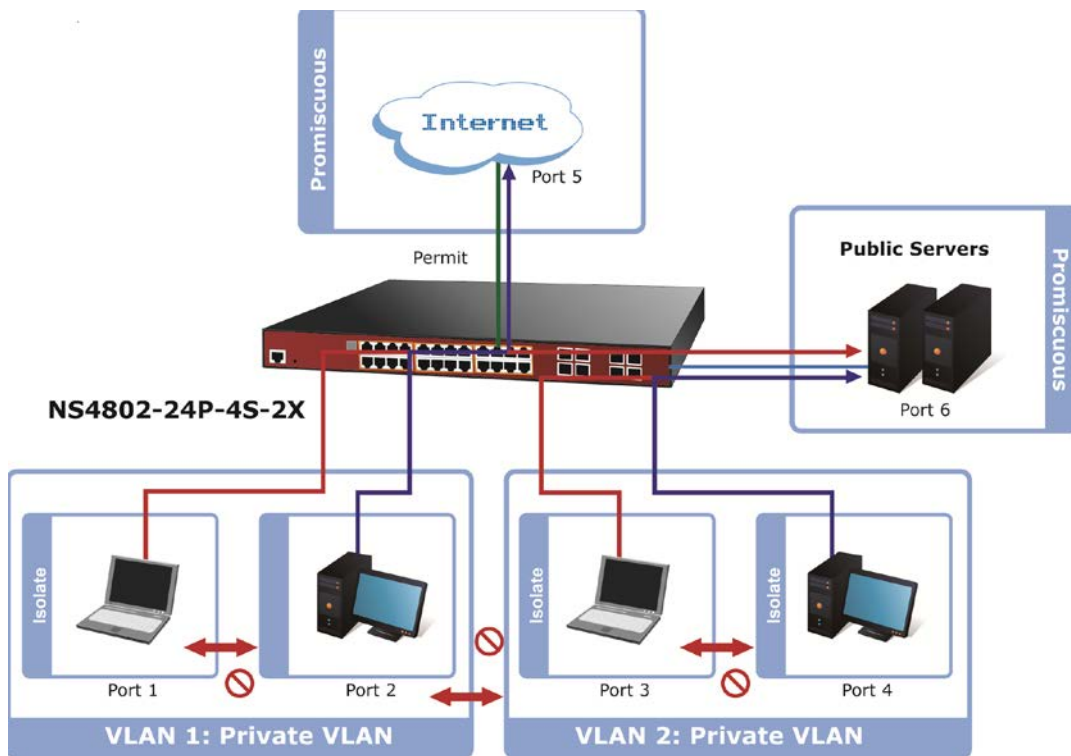 Promiscuous
Internet
Port 5
Permit
Public Servers
Promiscuous
Port 6
NS4802-24P-4S-2X
Isolate
Port 1
Isolate
Port 2
Isolate
Port 3
Isolate
Port 4
VLAN 1: Private VLAN
VLAN 2: Private VLAN